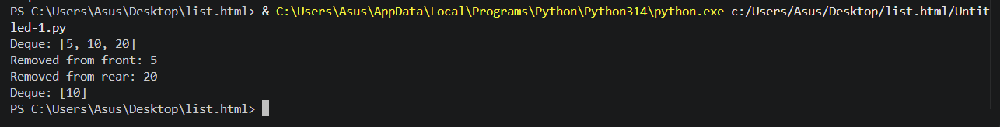 PS C:\Users\Asus\Desktop\list.html> & C:\Users\Asus\AppData\Local\Programs\Python\Python314\python.exe c:/Users/Asus/Desktop/list.html/Untit
led-1.py
Deque: [5, 10, 20]
Removed from front: 5
Removed from rear: 20
Deque: [10]
PS C:\Users\Asus\Desktop\list.html>